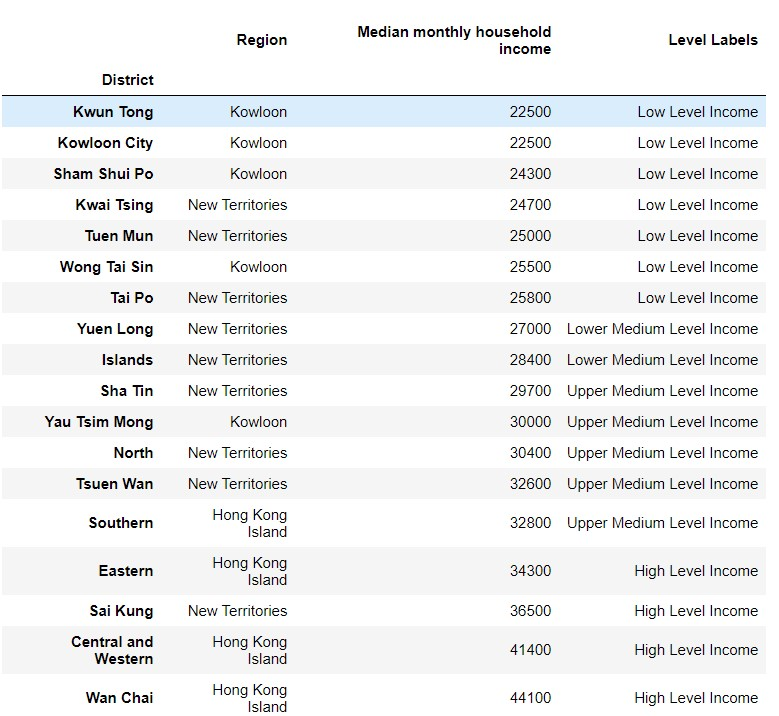 Region Median monthly household income Level Labels
District
Kwun Tong Kowloon 22500 Low Level Income
Kowloon City Kowloon 22500 Low Level Income
Sham Shui Po Kowloon 24300 Low Level Income
Kwai Tsing New Territories 24700 Low Level Income
Tuen Mun New Territories 25000 Low Level Income
Wong Tai Sin Kowloon 25500 Low Level Income
Tai Po New Territories 25800 Low Level Income
Yuen Long New Territories 27000 Lower Medium Level Income
Islands New Territories 28400 Lower Medium Level Income
Sha Tin New Territories 29700 Upper Medium Level Income
Yau Tsim Mong Kowloon 30000 Upper Medium Level Income
North New Territories 30400 Upper Medium Level Income
Tsuen Wan New Territories 32600 Upper Medium Level Income
Southern Hong Kong Island 32800 Upper Medium Level Income
Eastern Hong Kong Island 34300 High Level Income
Sai Kung New Territories 36500 High Level Income
Central and Western Hong Kong Island 41400 High Level Income
Wan Chai Hong Kong Island 44100 High Level Income